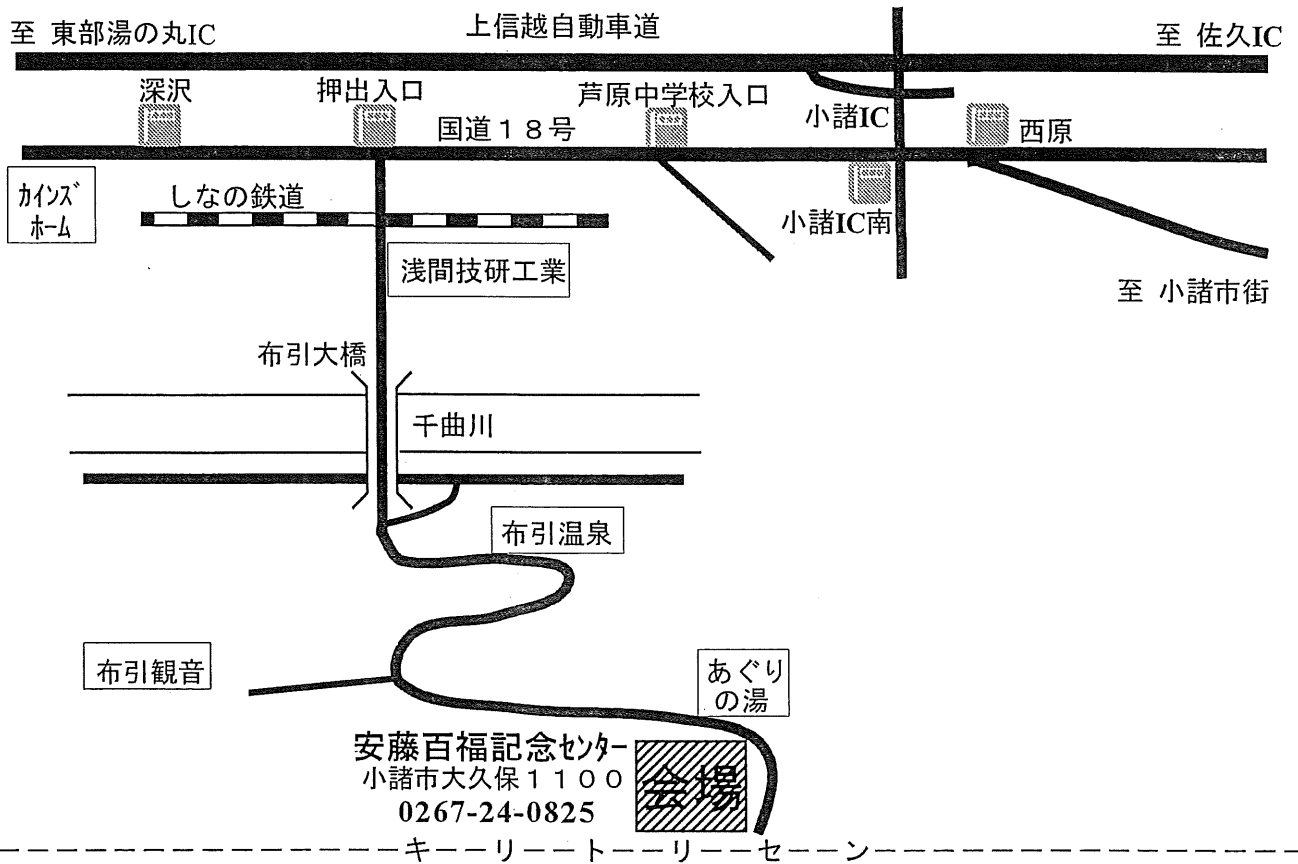 上信越自動車道
至 東部湯の丸IC
至 佐久IC
深沢
押出入口
芦原中学校入口
小諸IC
西原
国道１８号
ｶｲﾝｽﾞ
ﾎｰﾑ
しなの鉄道
小諸IC南
浅間技研工業
至 小諸市街
布引大橋
千曲川
布引温泉
布引観音
あぐり
の湯
安藤百福記念ｾﾝﾀｰ
小諸市大久保１１００
0267-24-0825
会場
キーリートーリーセーン